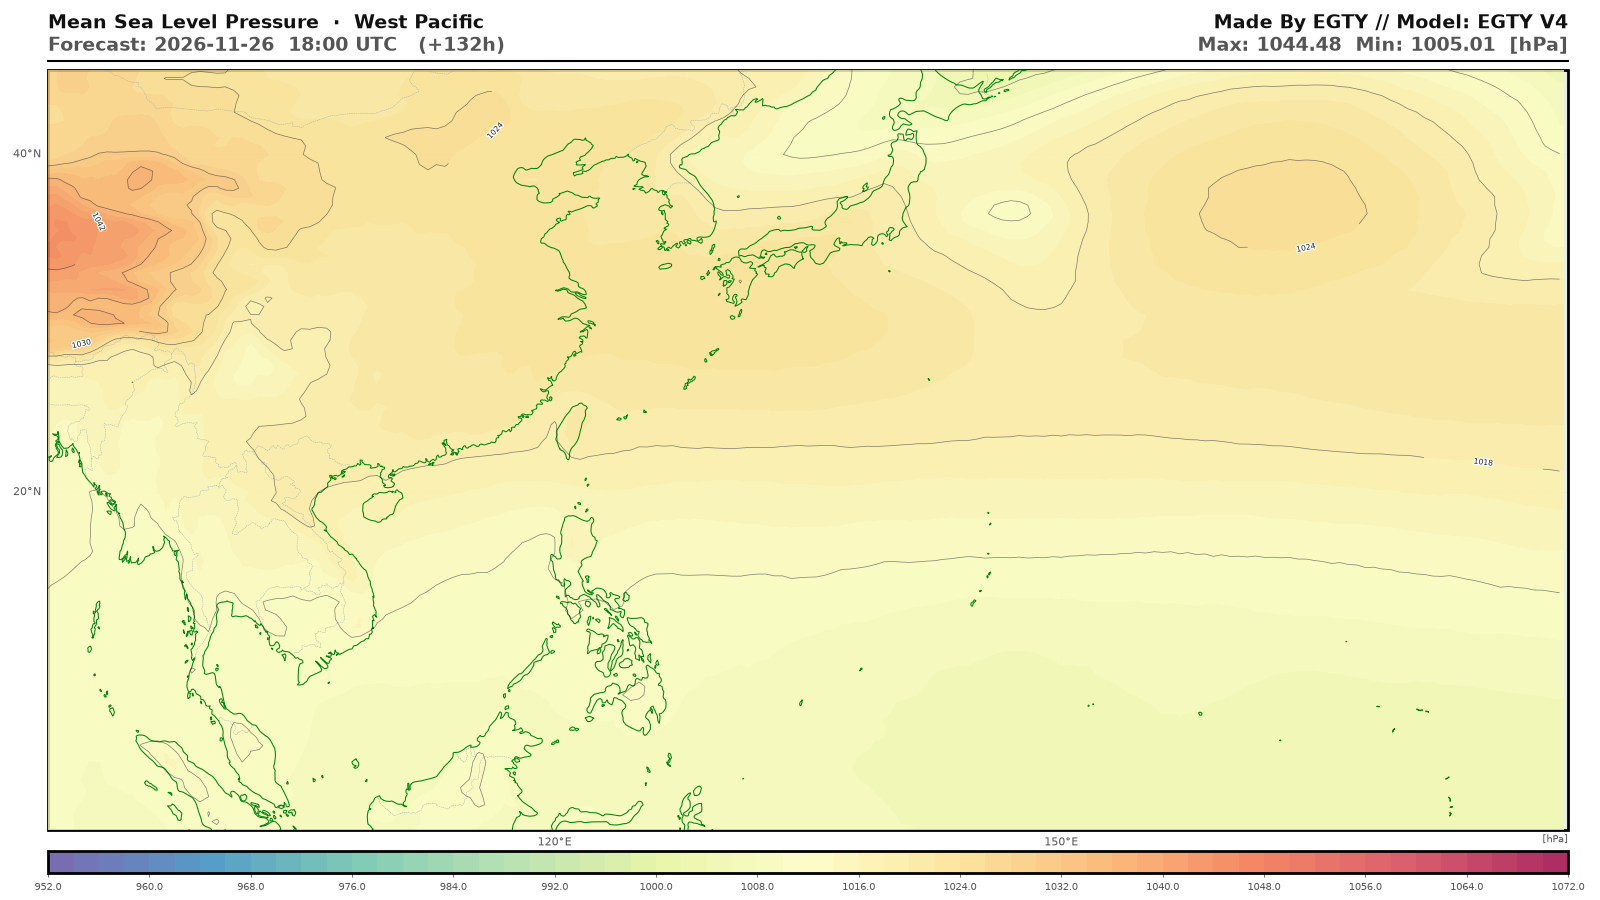 Mean Sea Level Pressure · West Pacific
Made By EGTY // Model: EGTY V4
Forecast: 2026-11-26 18:00 UTC (+132h)
Max: 1044.48 Min: 1005.01 [hPa]
1024
40°N
1042
1024
1030
1018
20°N
120°E
150°E
[hPa]
952.0 960.0 968.0 976.0 984.0 992.0 1000.0 1008.0 1016.0 1024.0 1032.0 1040.0 1048.0 1056.0 1064.0 1072.0